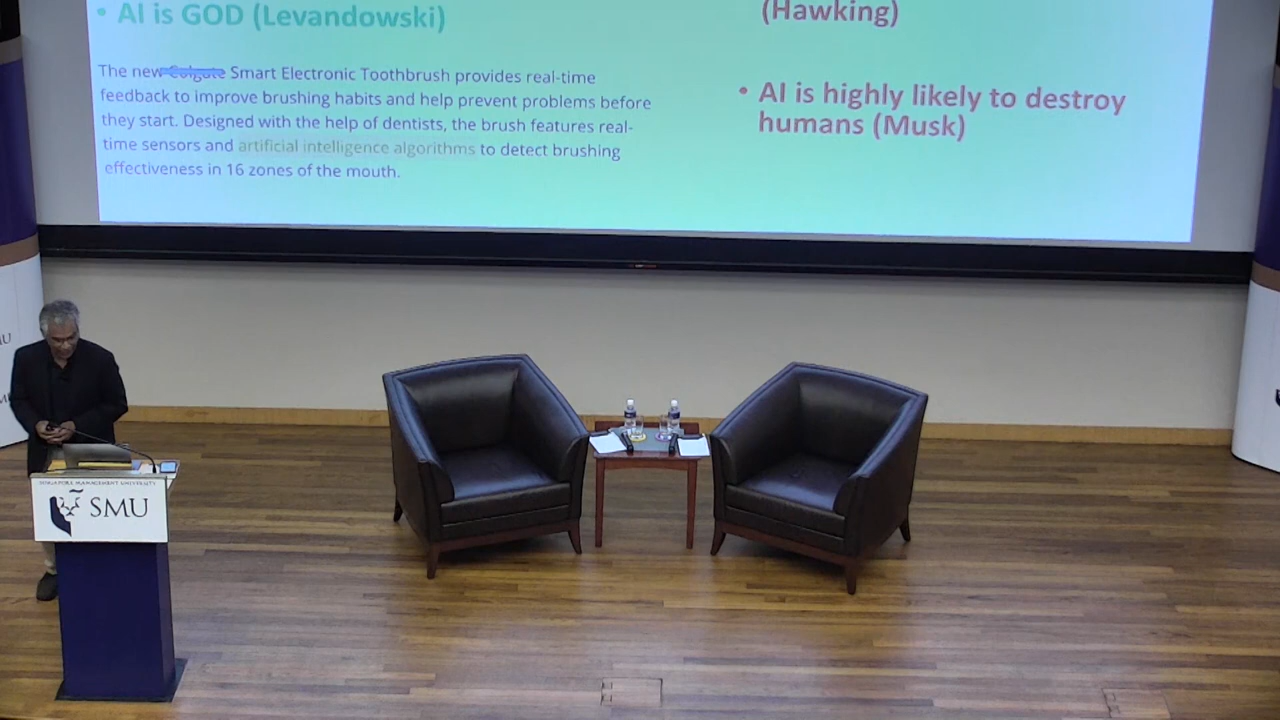 • AI is GOD (Levandowski)
The new Colgate Smart Electronic Toothbrush provides real-time
feedback to improve brushing habits and help prevent problems before
they start. Designed with the help of dentists, the brush features real-
time sensors and artificial intelligence algorithms to detect brushing
effectiveness in 16 zones of the mouth.
(Hawking)
• AI is highly likely to destroy
humans (Musk)
SINGAPORE MANAGEMENT UNIVERSITY
SMU